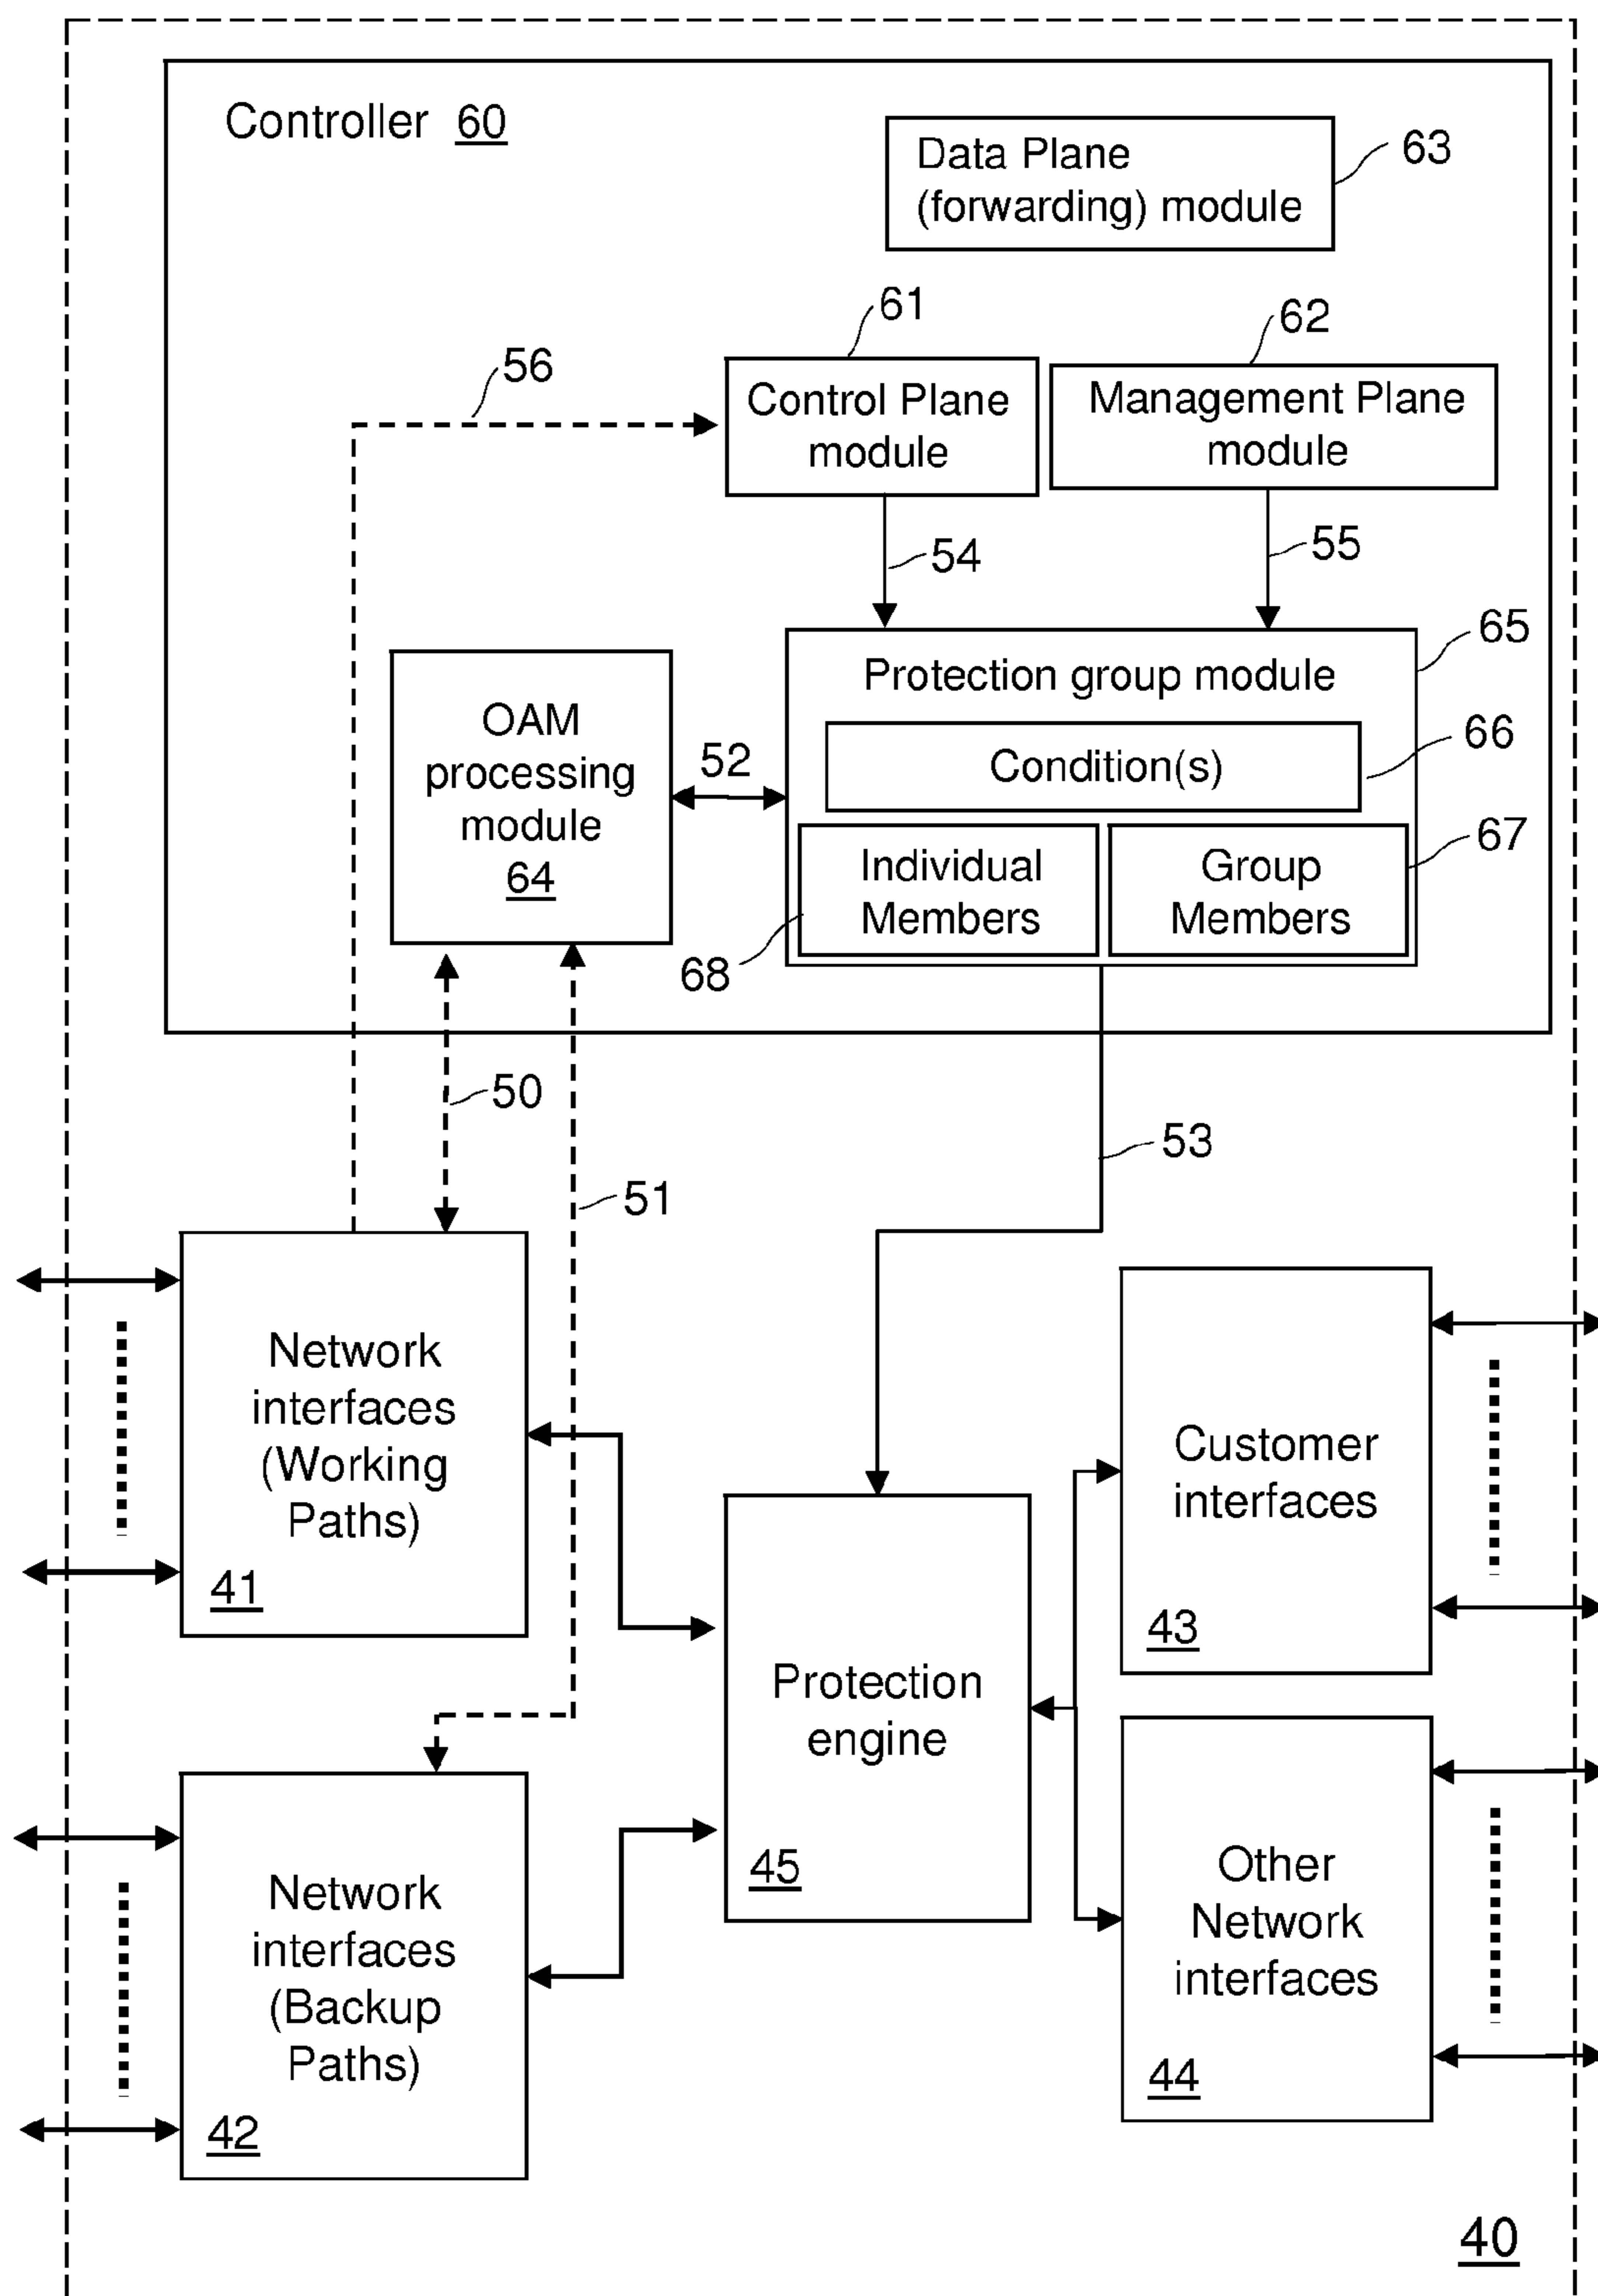 Controller 60
Data Plane
(forwarding) module
63
61
62
56
Control Plane
module
Management Plane
module
54
55
65
Protection group module
OAM
processing
module
64
52
66
Condition(s)
67
Individual
Members
Group
Members
68
50
53
51
Network
interfaces
(Working
Paths)
41
Customer
interfaces
43
Protection
engine
45
Network
interfaces
(Backup
Paths)
42
Other
Network
interfaces
44
40